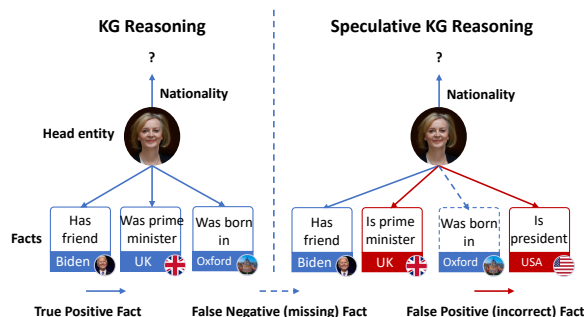 KG Reasoning
Speculative KG Reasoning
?
?
Nationality
Nationality
Head entity
Facts
Has friend
Biden
Was prime minister
UK
Was born in
Oxford
Has friend
Biden
Is prime minister
UK
Was born in
Oxford
Is president
USA
True Positive Fact
False Negative (missing) Fact
False Positive (incorrect) Fact